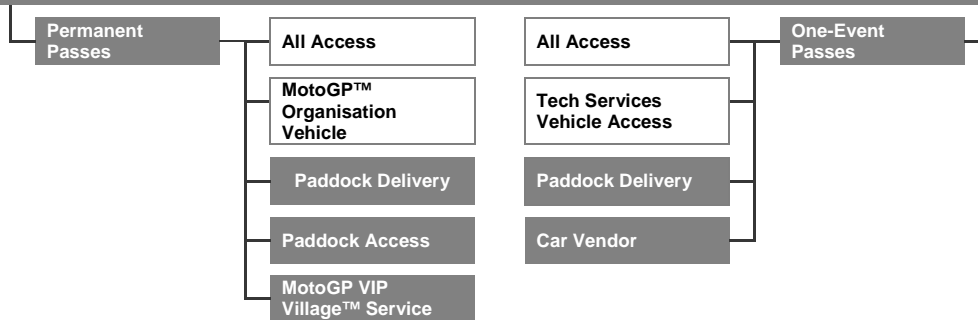 Permanent
Passes
All Access
MotoGP™
Organisation
Vehicle
Paddock Delivery
Paddock Access
MotoGP VIP
Village™ Service
All Access
Tech Services
Vehicle Access
Paddock Delivery
Car Vendor
One-Event
Passes